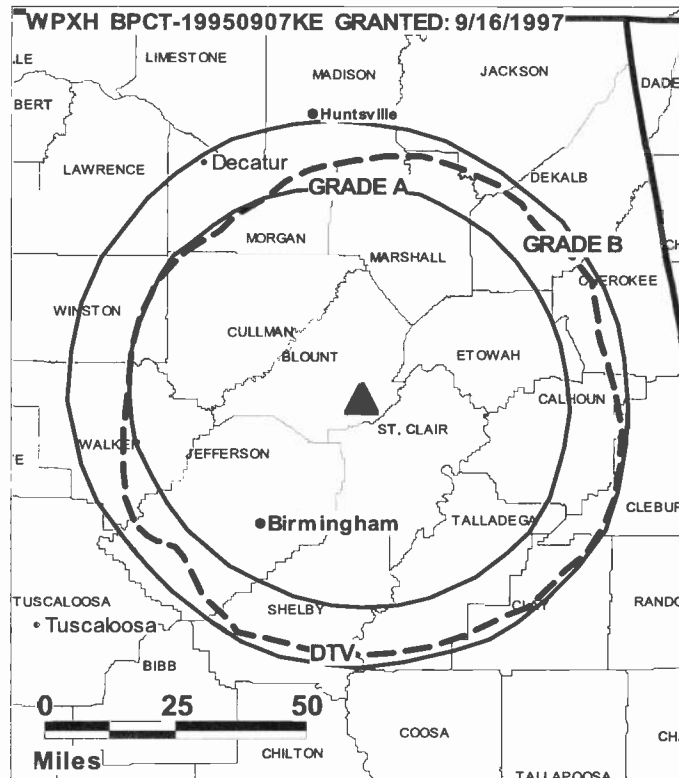 WPXH BPCT-19950907KE GRANTED: 9/16/1997
LIMESTONE
MADISON
JACKSON
DADE
BERT
Huntsville
LAWRENCE
Decatur
DEKALB
GRADE A
MORGAN
GRADE B
MARSHALL
CHEROKEE
WINSTON
CULLMAN
BLOUNT
ETOWAH
CALHOUN
ST. CLAIR
WALKER
JEFFERSON
Birmingham
TALLADEGA
CLEBUR
TUSCALOOSA
SHELBY
CLAY
RANDO
Tuscaloosa
DTV
BIBB
0 25 50
COOSA
CH
Miles
CHILTON
TALLAPOOSA